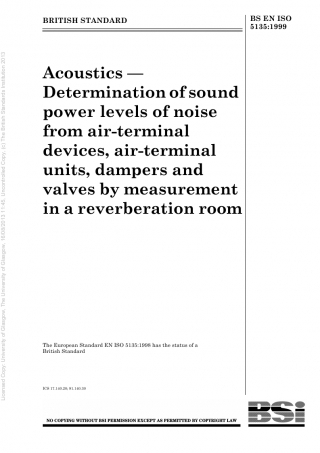 BRITISH STANDARD
BS EN ISO
5135:1999
Acoustics —
Determination of sound
power levels of noise
from air-terminal
devices, air-terminal
units, dampers and
valves by measurement
in a reverberation room
The European Standard EN ISO 5135:1998 has the status of a
British Standard
ICS 17.140.20; 91.140.30
NO COPYING WITHOUT BSI PERMISSION EXCEPT AS PERMITTED BY COPYRIGHT LAW
BSi
Licensed Copy: University of Glasgow, The University of Glasgow, 16/03/2013 11:45, Uncontrolled Copy, (c) The British Standards Institution 2013